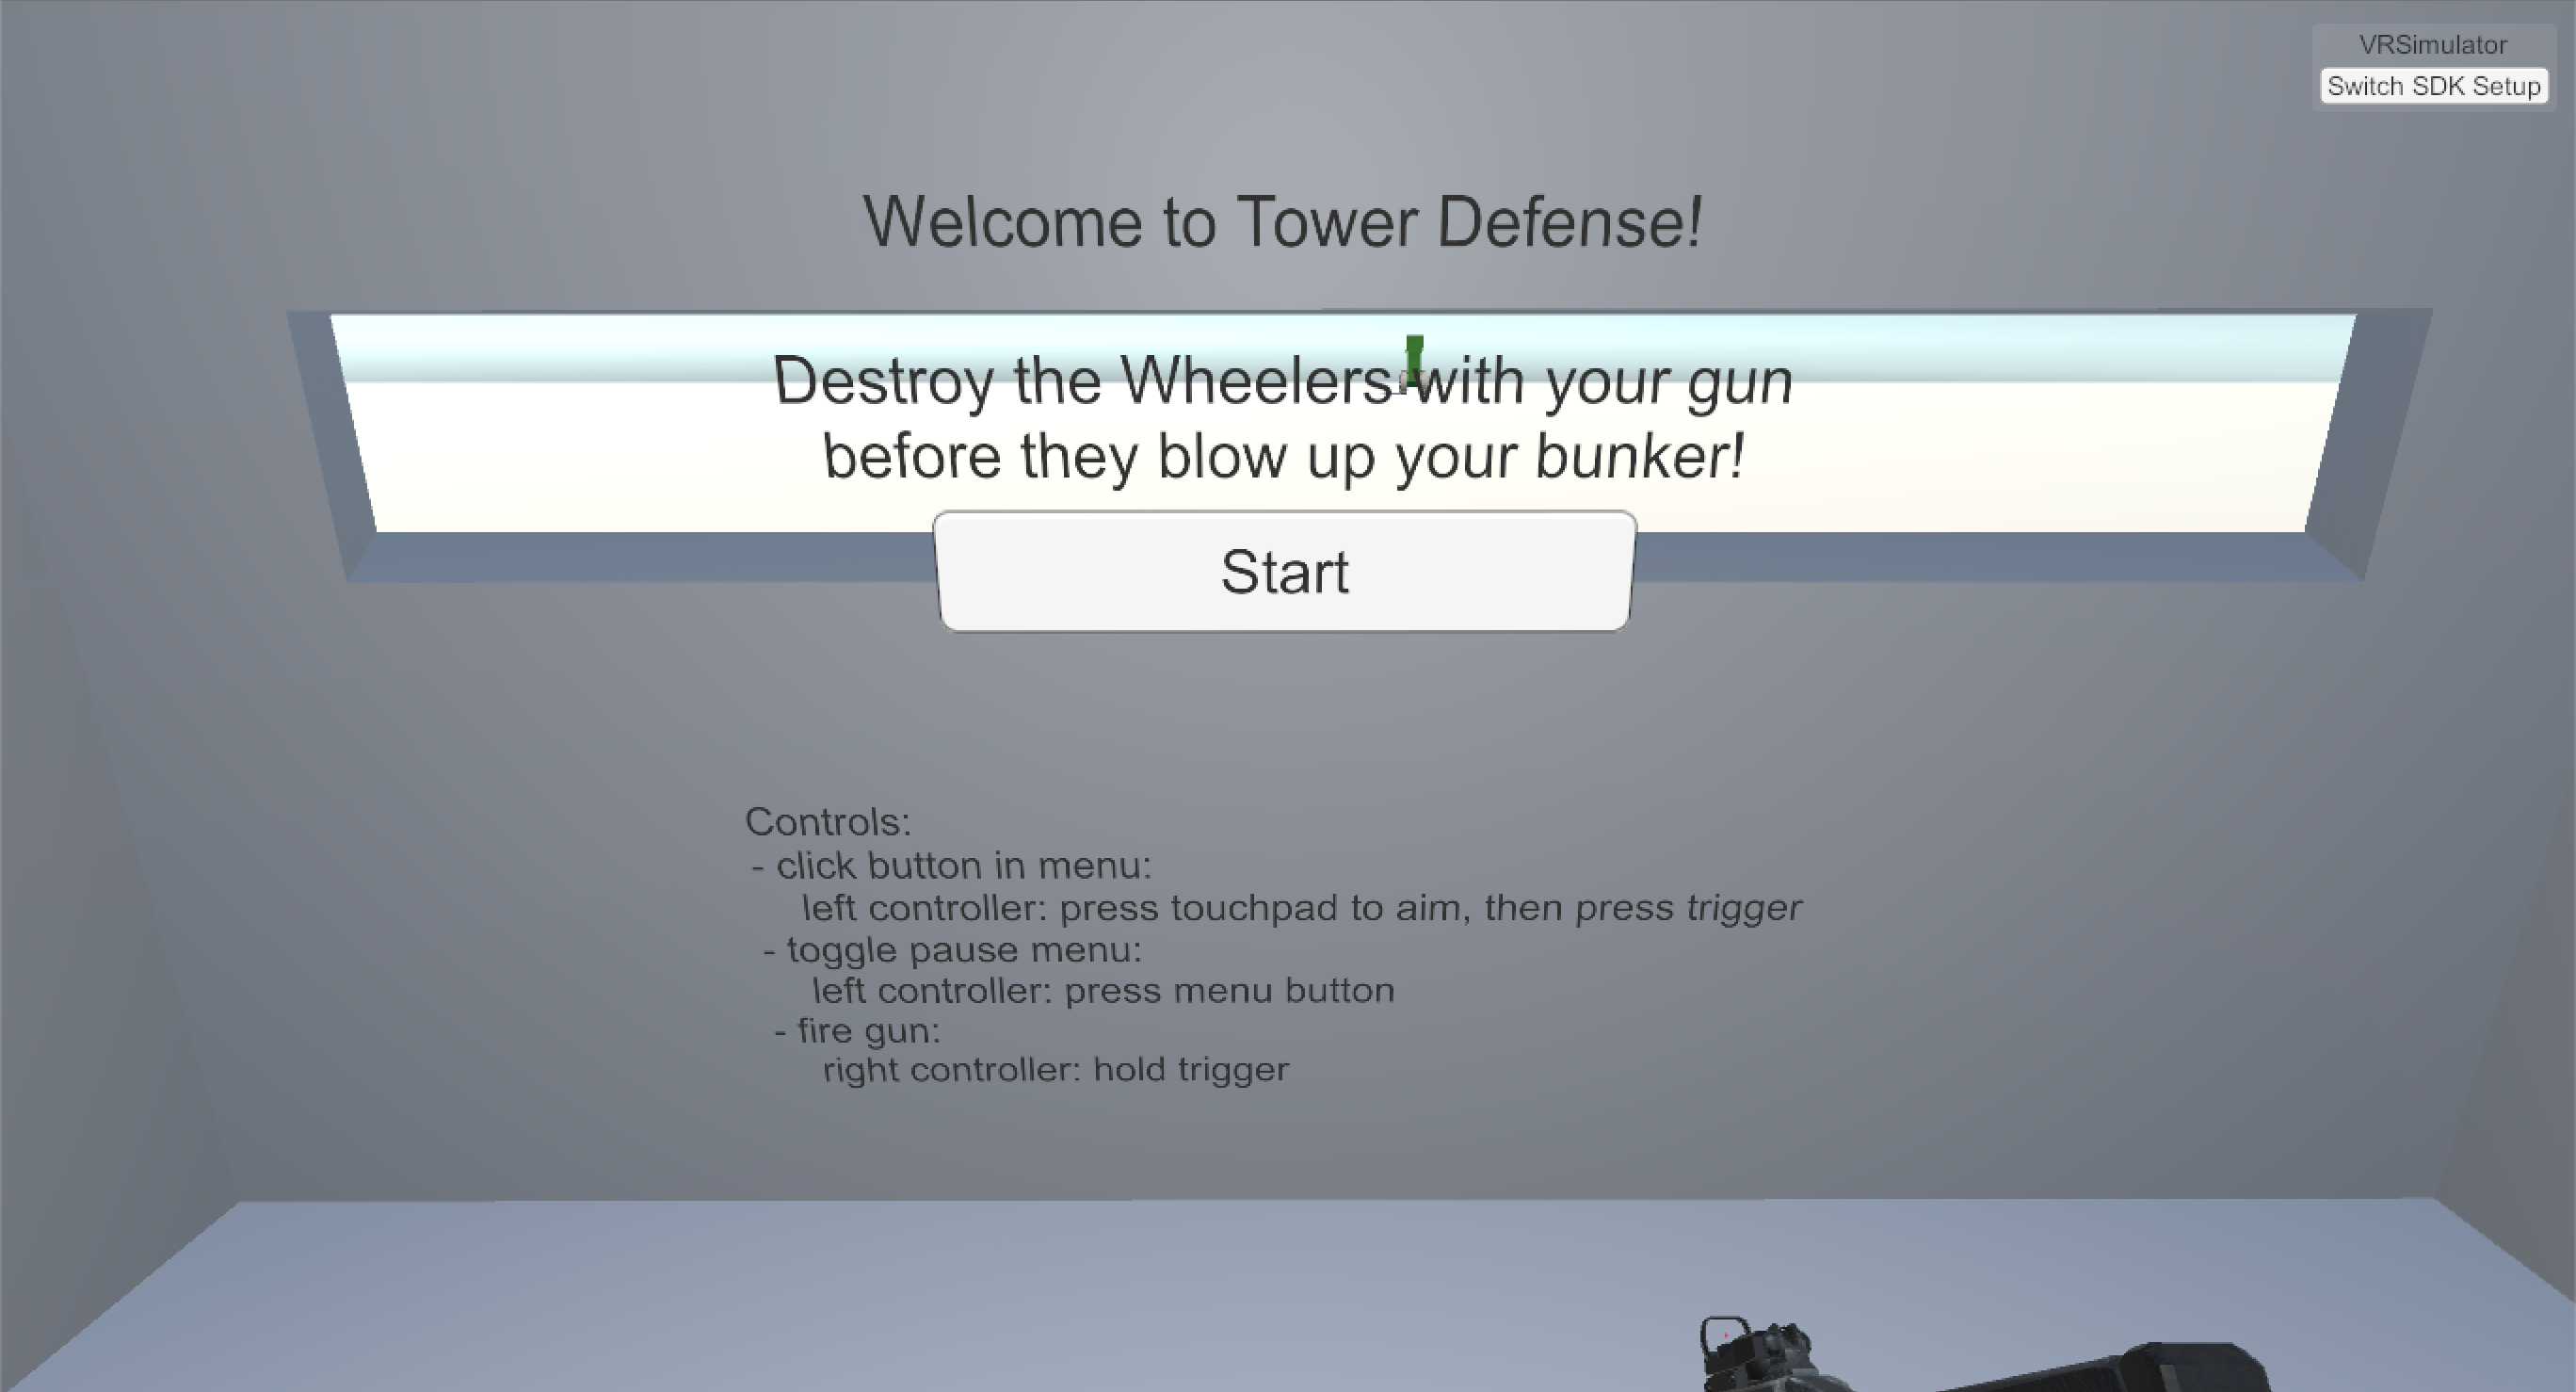 VRSimulator
Switch SDK Setup
Welcome to Tower Defense!
Destroy the Wheelers with your gun
before they blow up your bunker!
Start
Controls:
- click button in menu:
left controller: press touchpad to aim, then press trigger
- toggle pause menu:
left controller: press menu button
- fire gun:
right controller: hold trigger